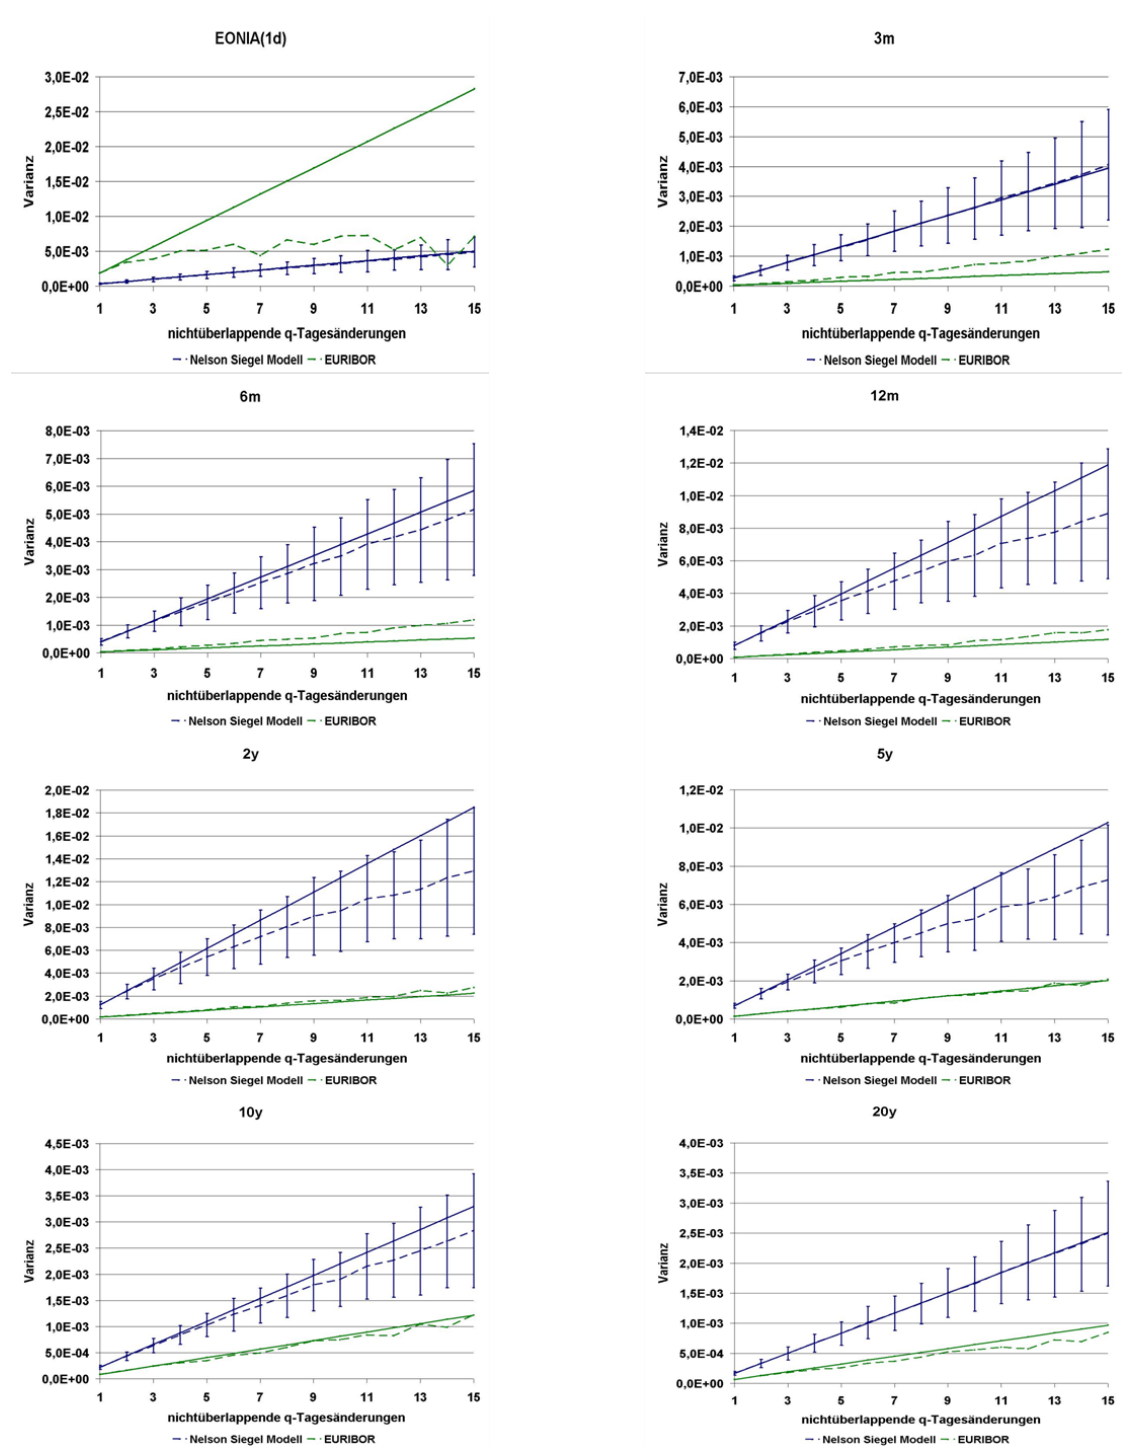 EONIA(1d)
3,0E-02
2,5E-02
2,0E-02
1,5E-02
1,0E-02
5,0E-03
0,0E+00
Varianz
1 3 5 7 9 11 13 15
nichtüberlappende q-Tagesänderungen
Nelson Siegel Modell EURIBOR
3m
7,0E-03
6,0E-03
5,0E-03
4,0E-03
3,0E-03
2,0E-03
1,0E-03
0,0E+00
Varianz
1 3 5 7 9 11 13 15
nichtüberlappende q-Tagesänderungen
Nelson Siegel Modell EURIBOR
6m
8,0E-03
7,0E-03
6,0E-03
5,0E-03
4,0E-03
3,0E-03
2,0E-03
1,0E-03
0,0E+00
Varianz
1 3 5 7 9 11 13 15
nichtüberlappende q-Tagesänderungen
Nelson Siegel Modell EURIBOR
12m
1,4E-02
1,2E-02
1,0E-02
8,0E-03
6,0E-03
4,0E-03
2,0E-03
0,0E+00
Varianz
1 3 5 7 9 11 13 15
nichtüberlappende q-Tagesänderungen
Nelson Siegel Modell EURIBOR
2y
2,0E-02
1,8E-02
1,6E-02
1,4E-02
1,2E-02
1,0E-02
8,0E-03
6,0E-03
4,0E-03
2,0E-03
0,0E+00
Varianz
1 3 5 7 9 11 13 15
nichtüberlappende q-Tagesänderungen
Nelson Siegel Modell EURIBOR
5y
1,2E-02
1,0E-02
8,0E-03
6,0E-03
4,0E-03
2,0E-03
0,0E+00
Varianz
1 3 5 7 9 11 13 15
nichtüberlappende q-Tagesänderungen
Nelson Siegel Modell EURIBOR
10y
4,5E-03
4,0E-03
3,5E-03
3,0E-03
2,5E-03
2,0E-03
1,5E-03
1,0E-03
5,0E-04
0,0E+00
Varianz
1 3 5 7 9 11 13 15
nichtüberlappende q-Tagesänderungen
Nelson Siegel Modell EURIBOR
20y
4,0E-03
3,5E-03
3,0E-03
2,5E-03
2,0E-03
1,5E-03
1,0E-03
5,0E-04
0,0E+00
Varianz
1 3 5 7 9 11 13 15
nichtüberlappende q-Tagesänderungen
Nelson Siegel Modell EURIBOR